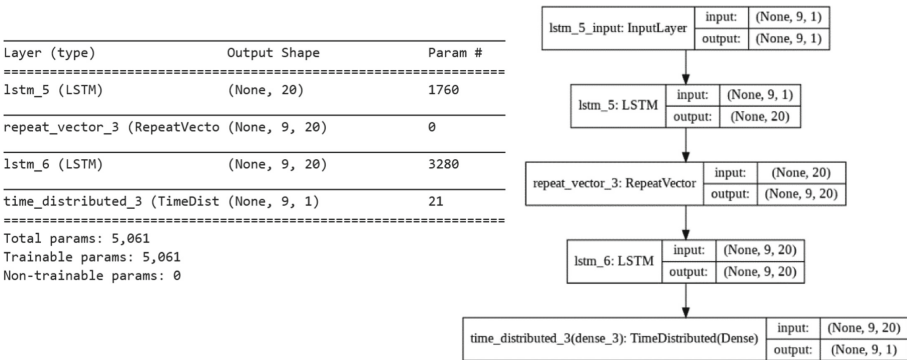 Layer (type) Output Shape Param #
lstm_5 (LSTM) (None, 20) 1760
repeat_vector_3 (RepeatVecto (None, 9, 20) 0
lstm_6 (LSTM) (None, 9, 20) 3280
time_distributed_3 (TimeDist (None, 9, 1) 21
Total params: 5,061
Trainable params: 5,061
Non-trainable params: 0
lstm_5_input: InputLayer
input: (None, 9, 1)
output: (None, 9, 1)
lstm_5: LSTM
input: (None, 9, 1)
output: (None, 20)
repeat_vector_3: RepeatVector
input: (None, 20)
output: (None, 9, 20)
lstm_6: LSTM
input: (None, 9, 20)
output: (None, 9, 20)
time_distributed_3(dense_3): TimeDistributed(Dense)
input: (None, 9, 20)
output: (None, 9, 1)